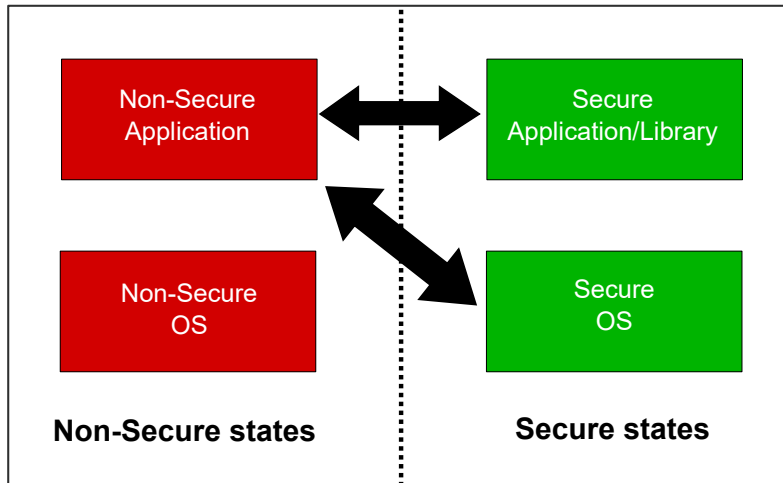 Non-Secure
Application
Secure
Application/Library
Non-Secure
OS
Secure
OS
Non-Secure states
Secure states